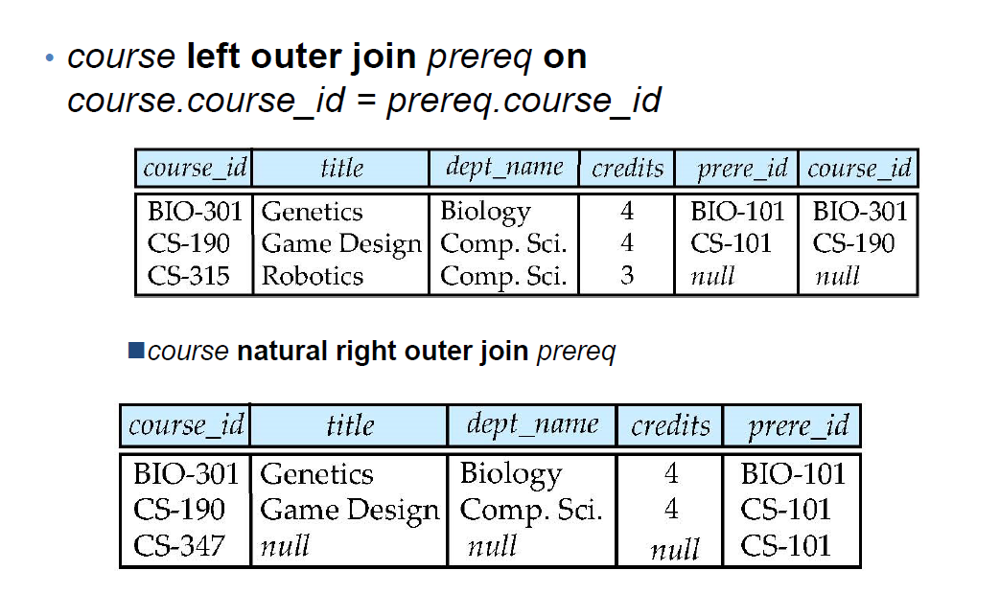 • course left outer join prereq on
course.course_id = prereq.course_id
course_id title dept_name credits prere_id course_id
BIO-301 Genetics Biology 4 BIO-101 BIO-301
CS-190 Game Design Comp. Sci. 4 CS-101 CS-190
CS-315 Robotics Comp. Sci. 3 null null
■course natural right outer join prereq
course_id title dept_name credits prere_id
BIO-301 Genetics Biology 4 BIO-101
CS-190 Game Design Comp. Sci. 4 CS-101
CS-347 null null null CS-101